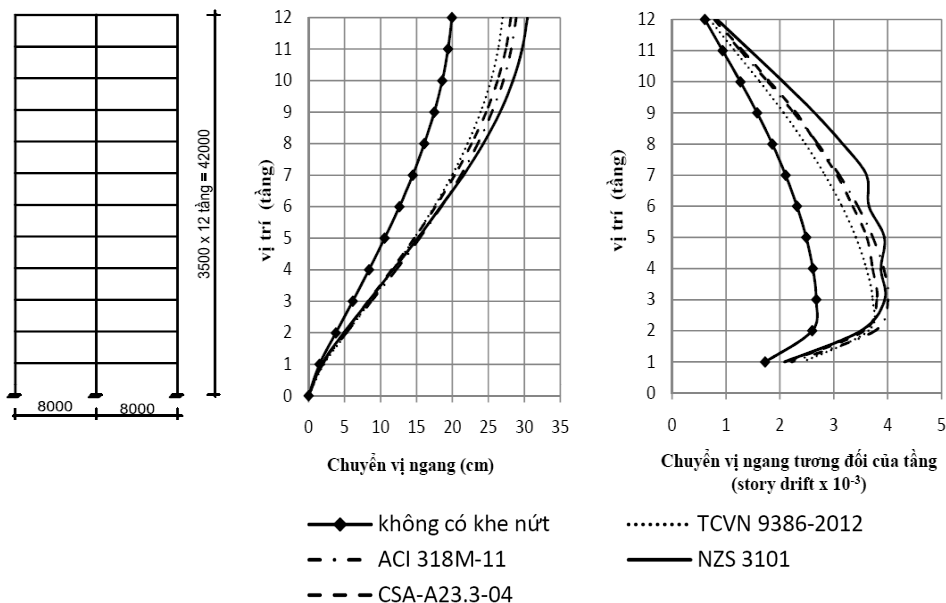 3500 x 12 tầng = 42000
8000
8000
vị trí (tầng)
12
11
10
9
8
7
6
5
4
3
2
1
0
0 5 10 15 20 25 30 35
Chuyển vị ngang (cm)
vị trí (tầng)
12
11
10
9
8
7
6
5
4
3
2
1
0
0 1 2 3 4 5
Chuyển vị ngang tương đối của tầng
(story drift x 10⁻³)
không có khe nứt
TCVN 9386-2012
ACI 318M-11
NZS 3101
CSA-A23.3-04